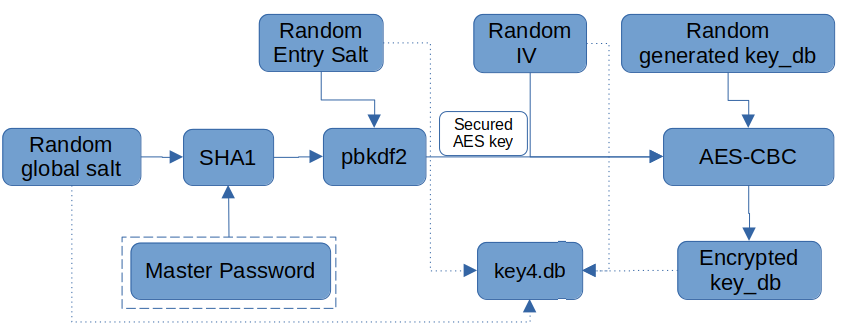 Random
Entry Salt
Random
IV
Random
generated key_db
Secured
AES key
Random
global salt
SHA1
pbkdf2
AES-CBC
Master Password
key4.db
Encrypted
key_db